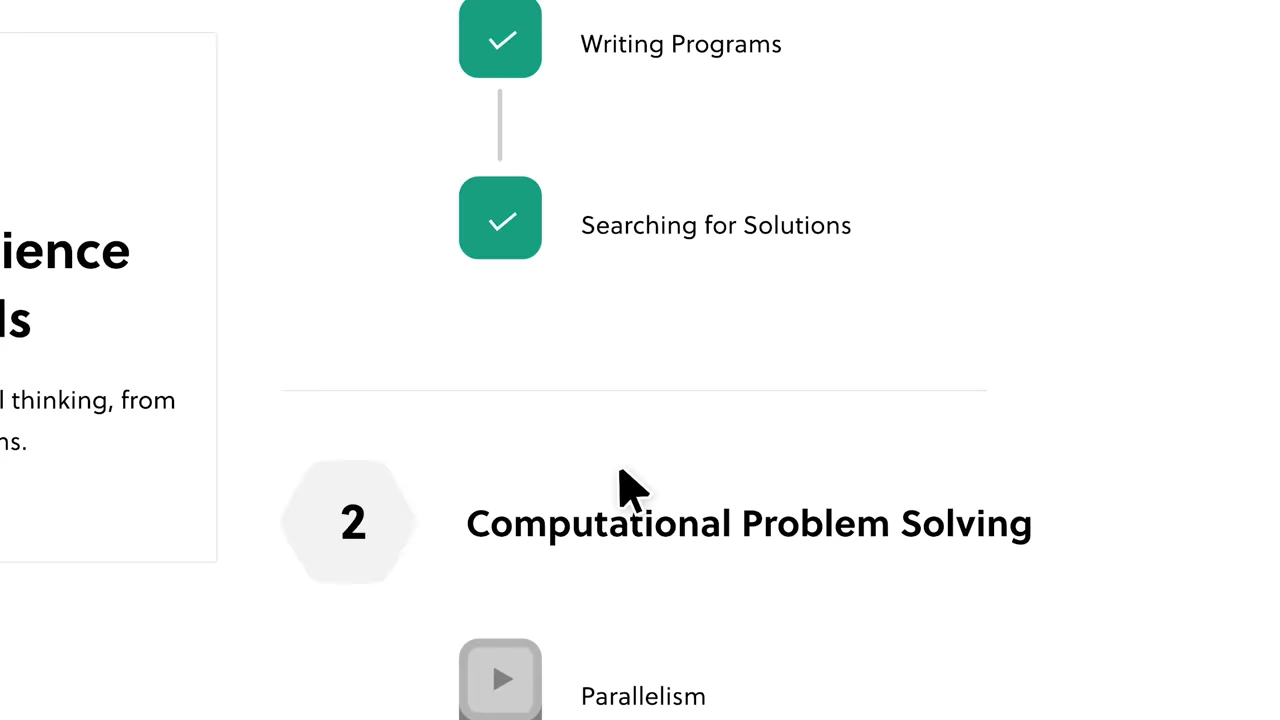 Writing Programs
Searching for Solutions
ience
ls
l thinking, from
ns.
2
Computational Problem Solving
Parallelism